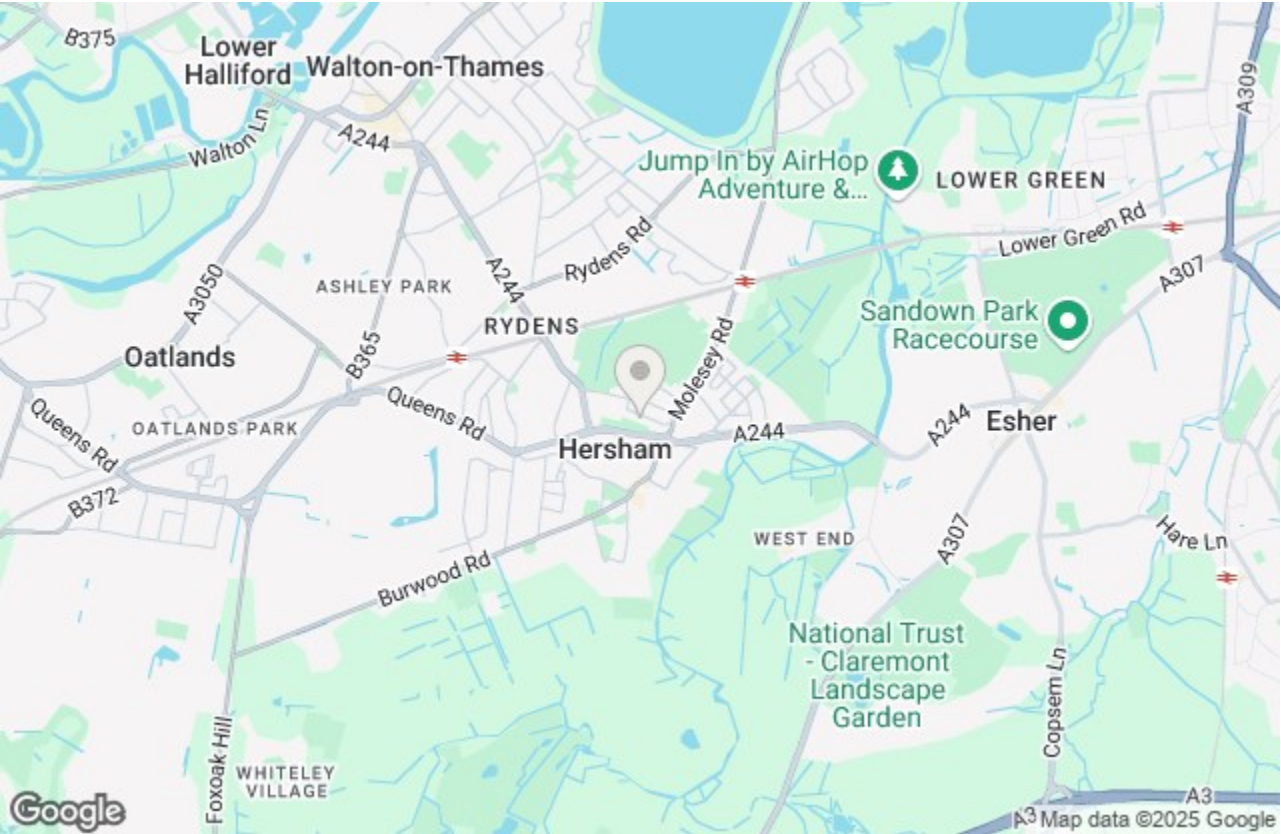 B375
Lower
Halliford
Walton-on-Thames
A309
Walton Ln
A244
Jump In by AirHop
Adventure &...
LOWER GREEN
Rydens Rd
Lower Green Rd
A3050
ASHLEY PARK
A244
A307
RYDENS
Sandown Park
Racecourse
Oatlands
B365
Molesey Rd
Queens Rd
Queens Rd
OATLANDS PARK
Hersham
A244
A244
Esher
B372
WEST END
A307
Hare Ln
Burwood Rd
National Trust
- Claremont
Landscape
Garden
Copsem Ln
Foxoak Hill
WHITELEY
VILLAGE
Google
A3
A3
Map data ©2025 Google